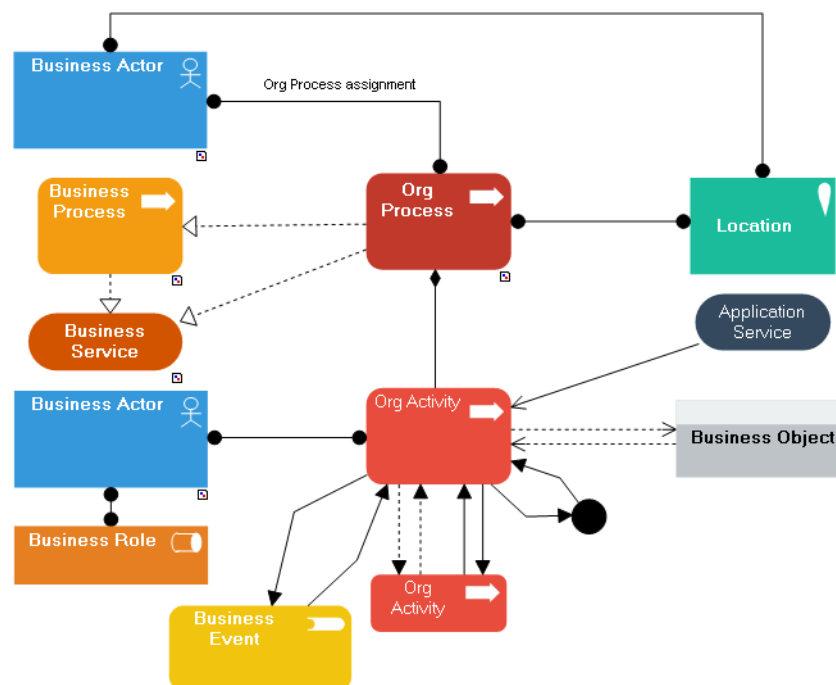 Business Actor
Org Process assignment
Business
Process
Org
Process
Location
Application
Service
Business
Service
Business Actor
Org Activity
Business Object
Business Role
Org
Activity
Business
Event